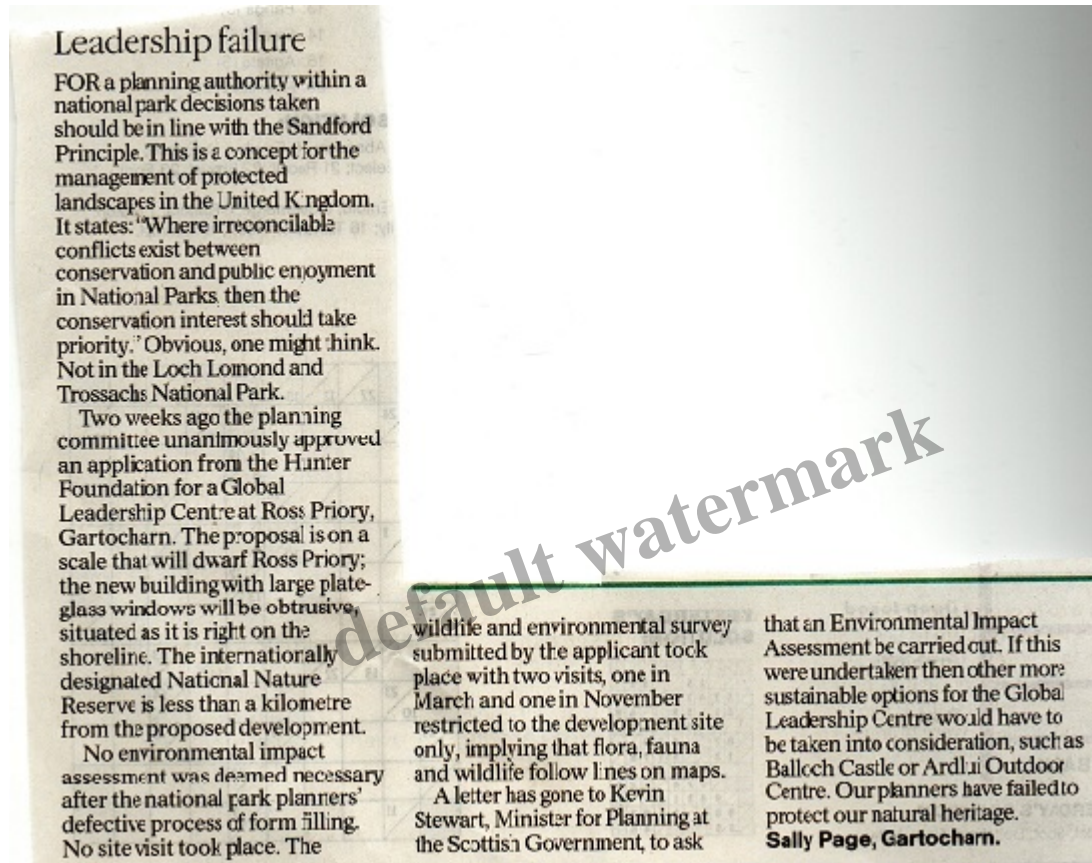 Leadership failure
FOR a planning authority within a
national park decisions taken
should be in line with the Sandford
Principle. This is a concept for the
management of protected
landscapes in the United Kingdom.
It states: "Where irreconcilable
conflicts exist between
conservation and public enjoyment
in National Parks, then the
conservation interest should take
priority." Obvious, one might think.
Not in the Loch Lomond and
Trossachs National Park.
Two weeks ago the planning
committee unanimously approved
an application from the Hunter
Foundation for a Global
Leadership Centre at Ross Priory,
Gartocharn. The proposal is on a
scale that will dwarf Ross Priory;
the new building with large plate-
glass windows will be obtrusive,
situated as it is right on the
shoreline. The internationally
designated National Nature
Reserve is less than a kilometre
from the proposed development.
No environmental impact
assessment was deemed necessary
after the national park planners'
defective process of form filling.
No site visit took place. The
wildlife and environmental survey
submitted by the applicant took
place with two visits, one in
March and one in November
restricted to the development site
only, implying that flora, fauna
and wildlife follow lines on maps.
A letter has gone to Kevin
Stewart, Minister for Planning at
the Scottish Government, to ask
that an Environmental Impact
Assessment be carried out. If this
were undertaken then other more
sustainable options for the Global
Leadership Centre would have to
be taken into consideration, such as
Balloch Castle or Ardlui Outdoor
Centre. Our planners have failed to
protect our natural heritage.
Sally Page, Gartocharn.
default watermark